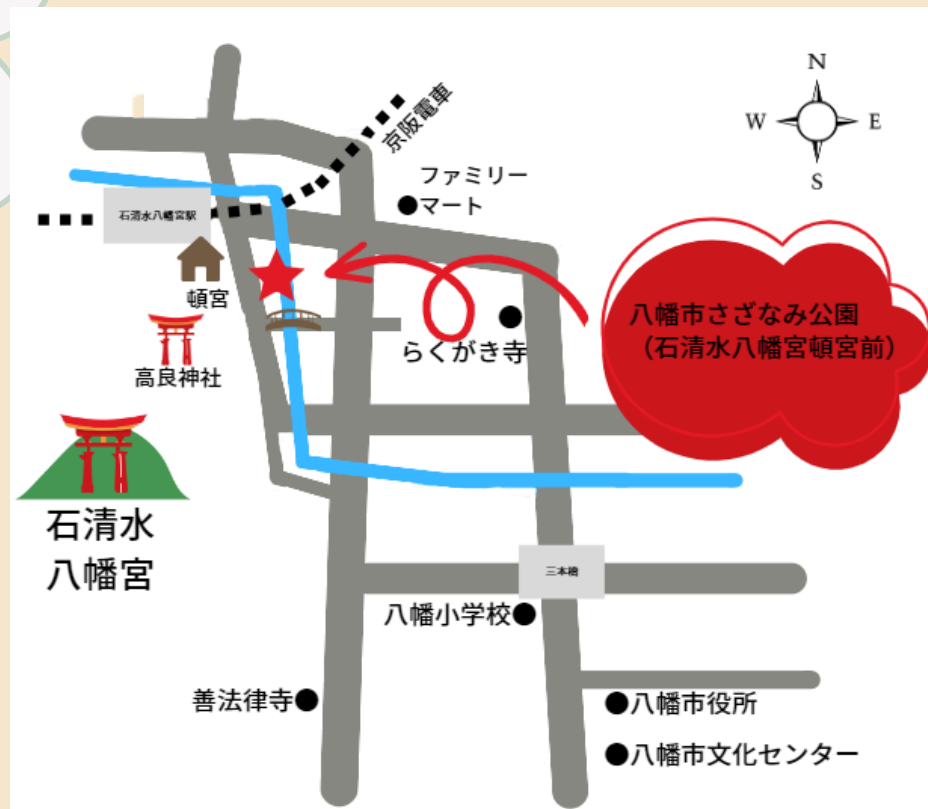 N
W
E
S
京阪電車
ファミリー
マート
石清水八幡宮駅
頓宮
高良神社
らくがき寺
八幡市さざなみ公園
（石清水八幡宮頓宮前）
石清水
八幡宮
三本橋
八幡小学校
善法律寺
八幡市役所
八幡市文化センター